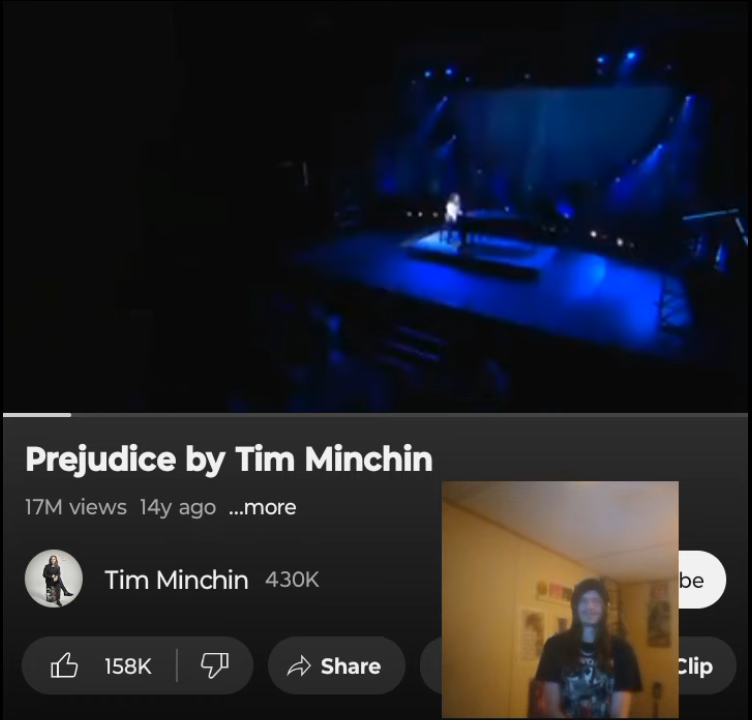 Prejudice by Tim Minchin
17M views 14y ago ...more
Tim Minchin 430K
be
158K Share Clip